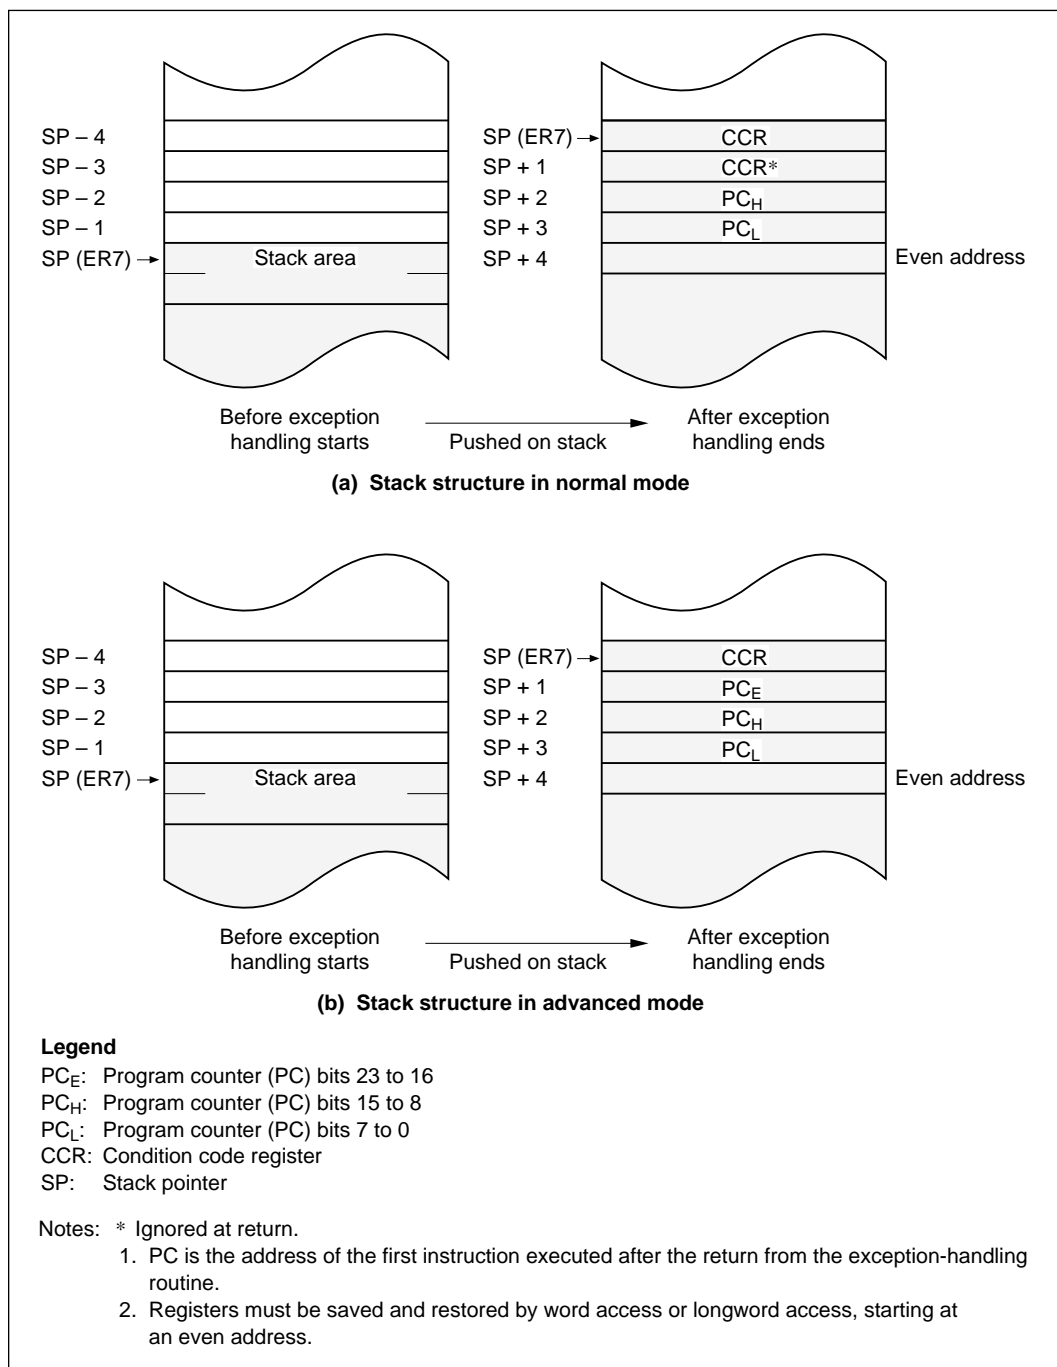 SP – 4
SP – 3
SP – 2
SP – 1
SP (ER7)
Stack area
SP (ER7)
SP + 1
SP + 2
SP + 3
SP + 4
CCR
CCR*
PCH
PCL
Even address
Before exception
handling starts
Pushed on stack
After exception
handling ends
(a) Stack structure in normal mode
SP – 4
SP – 3
SP – 2
SP – 1
SP (ER7)
Stack area
SP (ER7)
SP + 1
SP + 2
SP + 3
SP + 4
CCR
PCE
PCH
PCL
Even address
Before exception
handling starts
Pushed on stack
After exception
handling ends
(b) Stack structure in advanced mode
Legend
PCE: Program counter (PC) bits 23 to 16
PCH: Program counter (PC) bits 15 to 8
PCL: Program counter (PC) bits 7 to 0
CCR: Condition code register
SP: Stack pointer
Notes: * Ignored at return.
1. PC is the address of the first instruction executed after the return from the exception-handling
routine.
2. Registers must be saved and restored by word access or longword access, starting at
an even address.